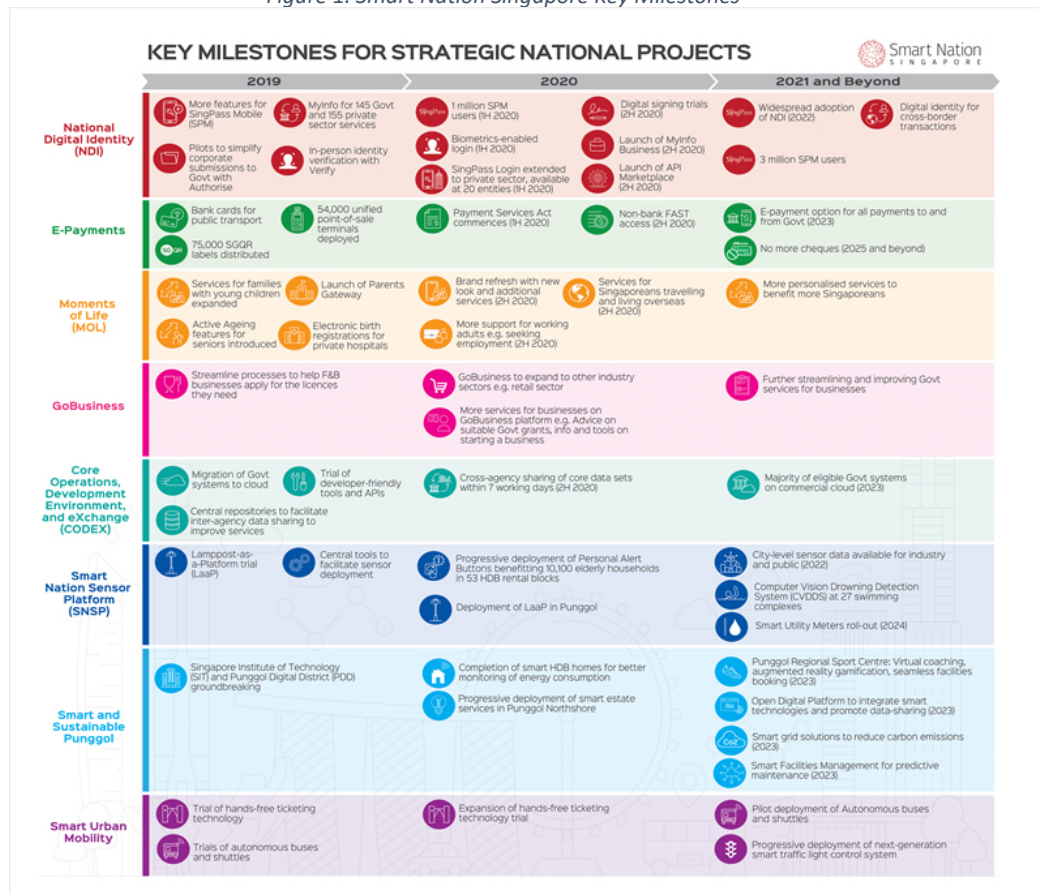 Figure 1: Smart Nation Singapore Key Milestones
KEY MILESTONES FOR STRATEGIC NATIONAL PROJECTS
Smart Nation
SINGAPORE
2019
2020
2021 and Beyond
National
Digital Identity
(NDI)
More features for
SingPass Mobile
(SPM)
MyInfo for 145 Govt
and 155 private
sector services
Pilots to simplify
corporate
submissions to
Govt with
Authorise
In-person identity
verification with
Verify
SingPass
1 million SPM
users (1H 2020)
Biometrics-enabled
login (1H 2020)
SingPass Login extended
to private sector, available
at 20 entities (1H 2020)
Digital signing trials
(2H 2020)
Launch of MyInfo
Business (2H 2020)
Launch of API
Marketplace
(2H 2020)
SingPass
Widespread adoption
of NDI (2022)
Digital identity for
cross-border
transactions
SingPass
3 million SPM users
E-Payments
Bank cards for
public transport
54,000 unified
point-of-sale
terminals
deployed
SGQR
75,000 SGQR
labels distributed
Payment Services Act
commences (1H 2020)
Non-bank FAST
access (2H 2020)
E-payment option for all payments to and
from Govt (2023)
No more cheques (2025 and beyond)
Moments
of Life
(MOL)
Services for families
with young children
expanded
Launch of Parents
Gateway
Active Ageing
features for
seniors introduced
Electronic birth
registrations for
private hospitals
Brand refresh with new
look and additional
services (2H 2020)
Services for
Singaporeans travelling
and living overseas
(2H 2020)
More support for working
adults e.g. seeking
employment (2H 2020)
More personalised services to
benefit more Singaporeans
GoBusiness
Streamline processes to help F&B
businesses apply for the licences
they need
GoBusiness to expand to other industry
sectors e.g. retail sector
More services for businesses on
GoBusiness platform e.g. Advice on
suitable Govt grants, info and tools on
starting a business
Further streamlining and improving Govt
services for businesses
Core
Operations,
Development
Environment,
and eXchange
(CODEX)
Migration of Govt
systems to cloud
Trial of
developer-friendly
tools and APIs
Central repositories to facilitate
inter-agency data sharing to
improve services
Cross-agency sharing of core data sets
within 7 working days (2H 2020)
Majority of eligible Govt systems
on commercial cloud (2023)
Smart
Nation Sensor
Platform
(SNSP)
Lamppost-as-
a-Platform trial
(LaaP)
Central tools to
facilitate sensor
deployment
Progressive deployment of Personal Alert
Buttons benefitting 10,100 elderly households
in 53 HDB rental blocks
Deployment of LaaP in Punggol
City-level sensor data available for industry
and public (2022)
Computer Vision Drowning Detection
System (CVDDS) at 27 swimming
complexes
Smart Utility Meters roll-out (2024)
Smart and
Sustainable
Punggol
Singapore Institute of Technology
(SIT) and Punggol Digital District (PDD)
groundbreaking
Completion of smart HDB homes for better
monitoring of energy consumption
Progressive deployment of smart estate
services in Punggol Northshore
Punggol Regional Sport Centre: Virtual coaching,
augmented reality gamification, seamless facilities
booking (2023)
Open Digital Platform to integrate smart
technologies and promote data-sharing (2023)
Co2
Smart grid solutions to reduce carbon emissions
(2023)
Smart Facilities Management for predictive
maintenance (2023)
Smart Urban
Mobility
Trial of hands-free ticketing
technology
Trials of autonomous buses
and shuttles
Expansion of hands-free ticketing
technology trial
Pilot deployment of Autonomous buses
and shuttles
Progressive deployment of next-generation
smart traffic light control system